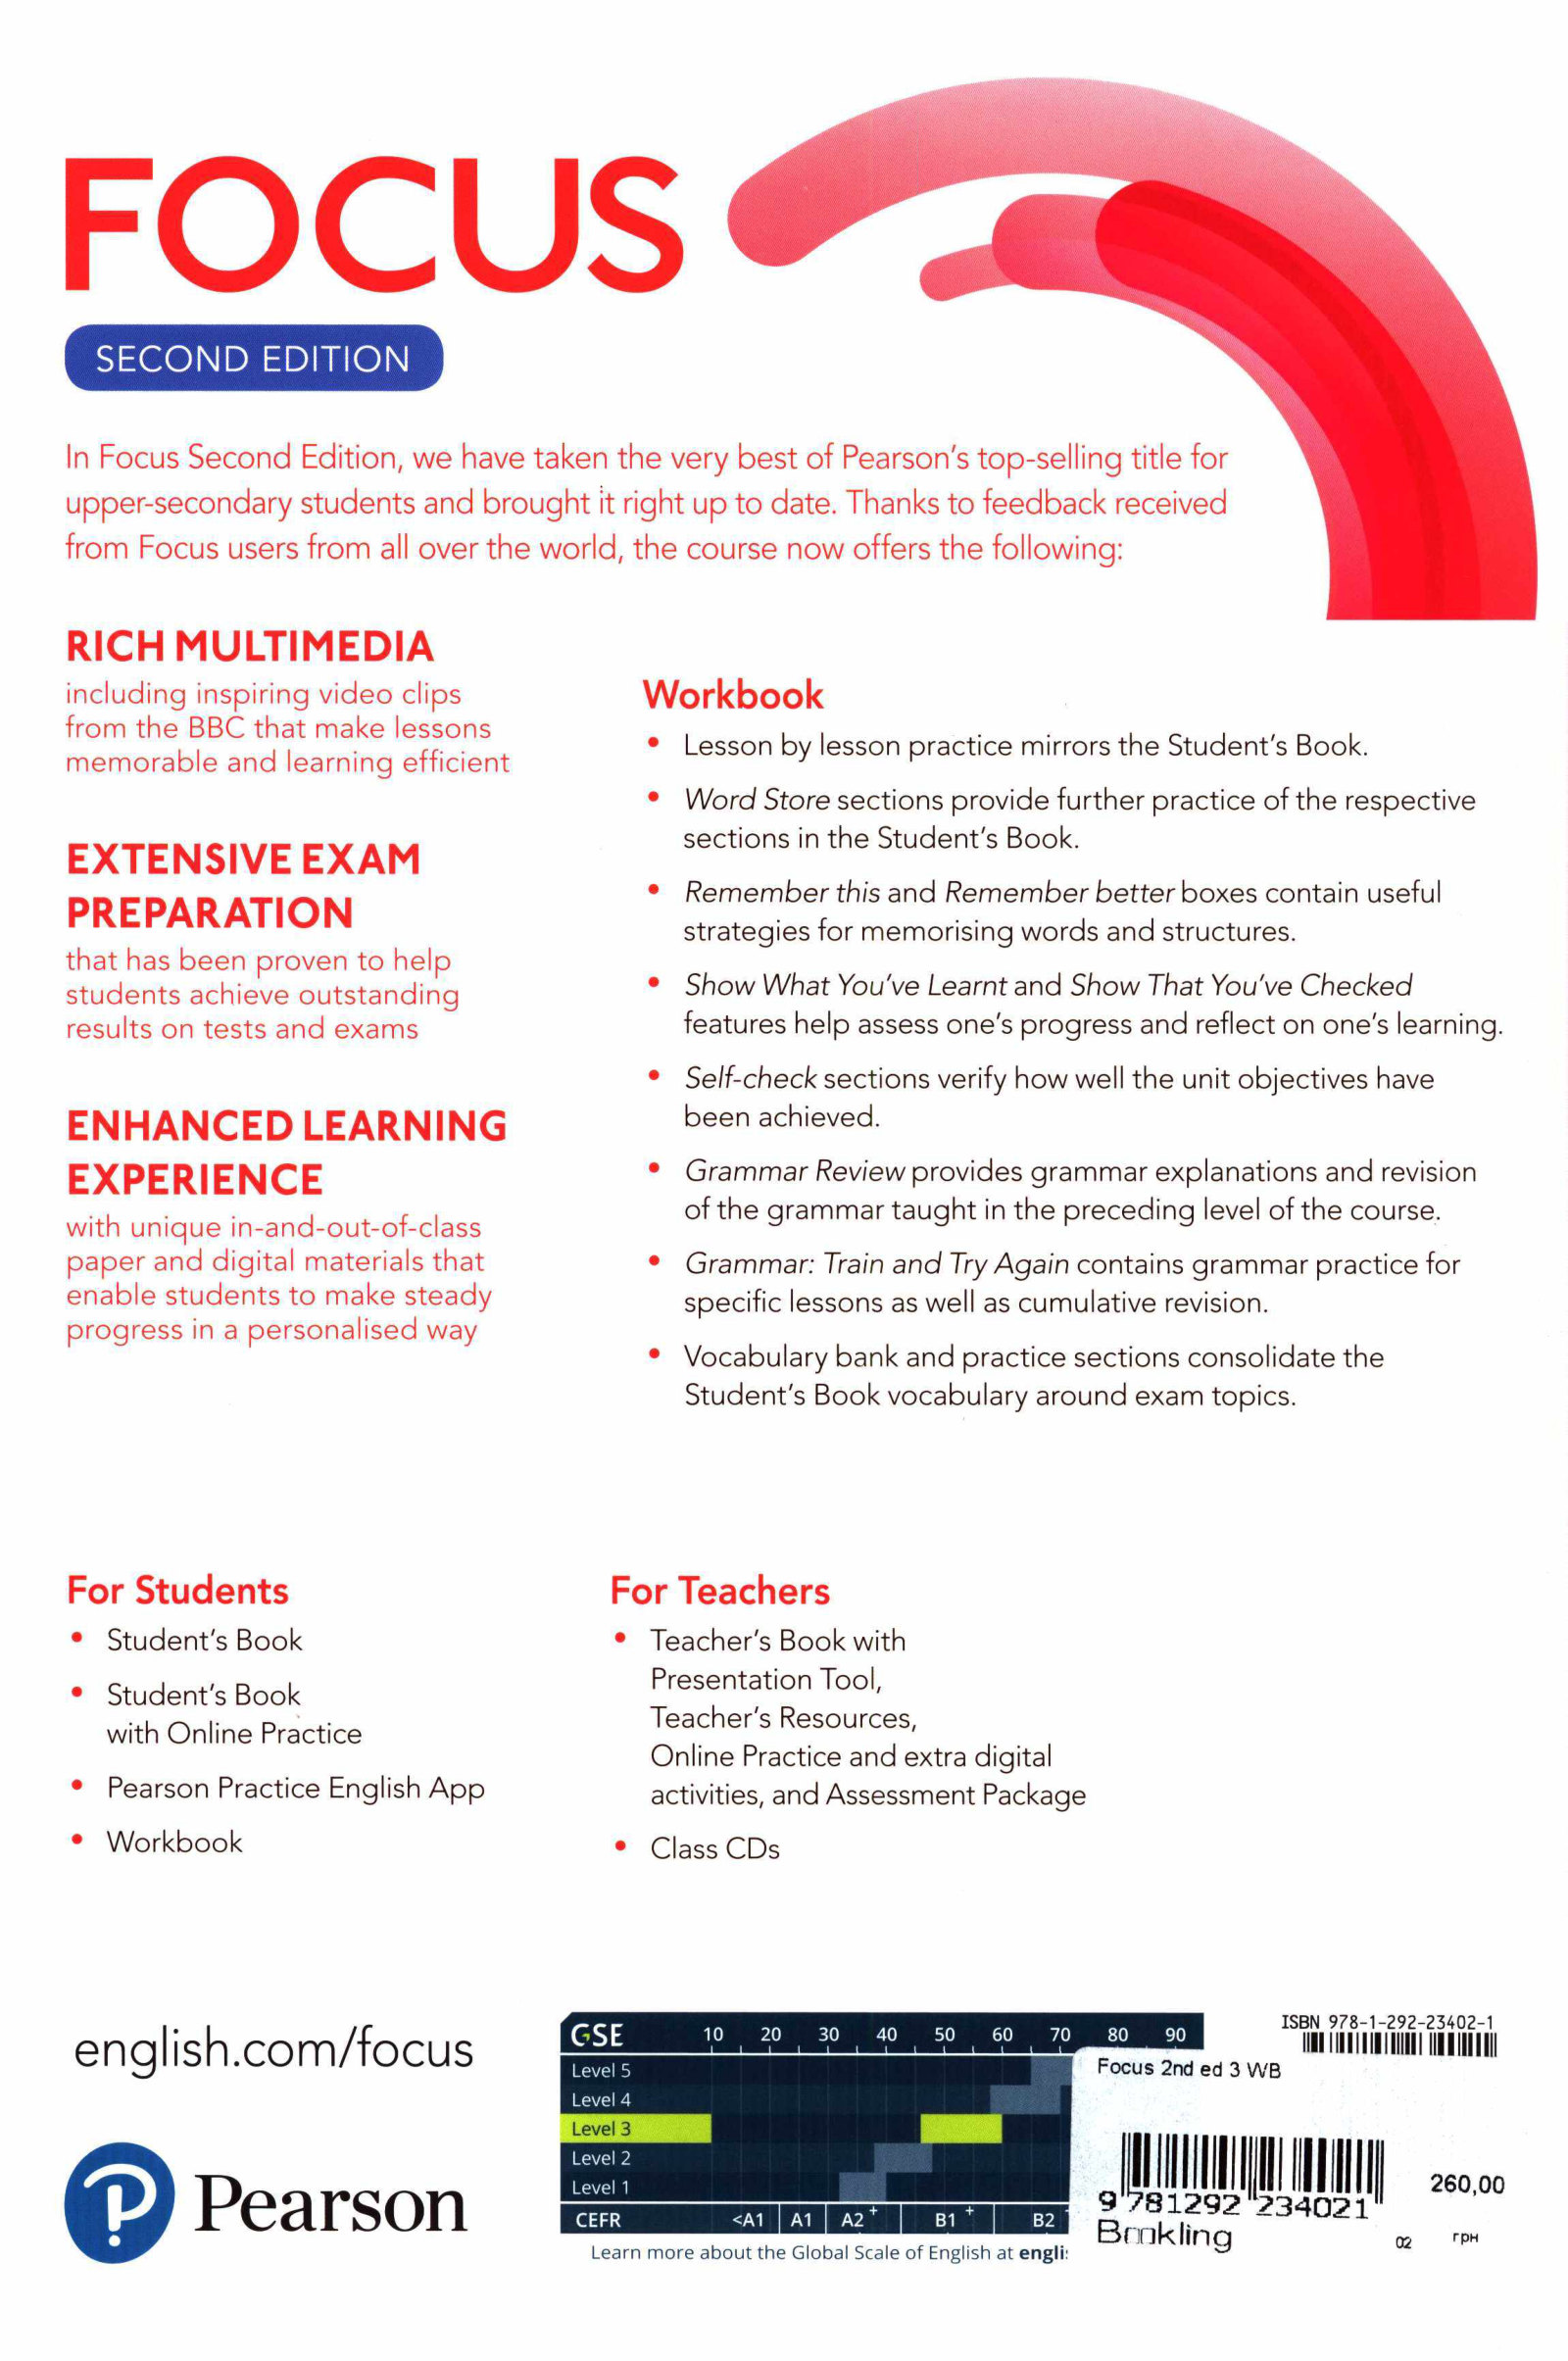 FOCUS
SECOND EDITION
In Focus Second Edition, we have taken the very best of Pearson's top-selling title for
upper-secondary students and brought it right up to date. Thanks to feedback received
from Focus users from all over the world, the course now offers the following:
RICH MULTIMEDIA
including inspiring video clips
from the BBC that make lessons
memorable and learning efficient
EXTENSIVE EXAM
PREPARATION
that has been proven to help
students achieve outstanding
results on tests and exams
ENHANCED LEARNING
EXPERIENCE
with unique in-and-out-of-class
paper and digital materials that
enable students to make steady
progress in a personalised way
Workbook
• Lesson by lesson practice mirrors the Student's Book.
• Word Store sections provide further practice of the respective
sections in the Student's Book.
• Remember this and Remember better boxes contain useful
strategies for memorising words and structures.
• Show What You've Learnt and Show That You've Checked
features help assess one's progress and reflect on one's learning.
• Self-check sections verify how well the unit objectives have
been achieved.
• Grammar Review provides grammar explanations and revision
of the grammar taught in the preceding level of the course.
• Grammar: Train and Try Again contains grammar practice for
specific lessons as well as cumulative revision.
• Vocabulary bank and practice sections consolidate the
Student's Book vocabulary around exam topics.
For Students
• Student's Book
• Student's Book
with Online Practice
• Pearson Practice English App
• Workbook
For Teachers
• Teacher's Book with
Presentation Tool,
Teacher's Resources,
Online Practice and extra digital
activities, and Assessment Package
• Class CDs
english.com/focus
Pearson
GSE 10 20 30 40 50 60 70 80 90
Level 5
Level 4
Level 3
Level 2
Level 1
CEFR <A1 A1 A2+ B1+ B2
Learn more about the Global Scale of English at
ISBN 978-1-292-23402-1
Focus 2nd ed 3 WB
9 781292 234021
260,00
Bookling
02 грн